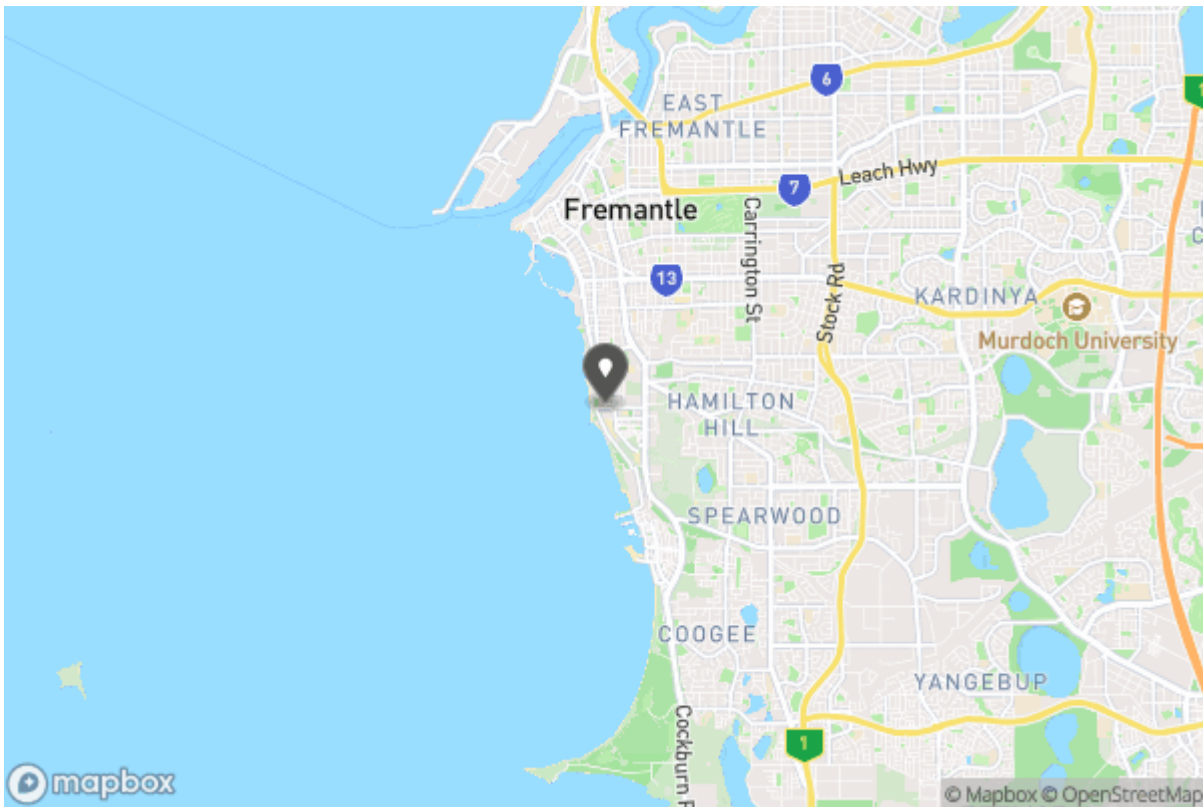 6
EAST
FREMANTLE
1
Leach Hwy
7
Fremantle
Carrington St
C
13
Stock Rd
KARDINYA
Murdoch University
HAMILTON
HILL
SPEARWOOD
COOGEE
YANGEBUP
Cockburn R
1
mapbox
© Mapbox © OpenStreetMap